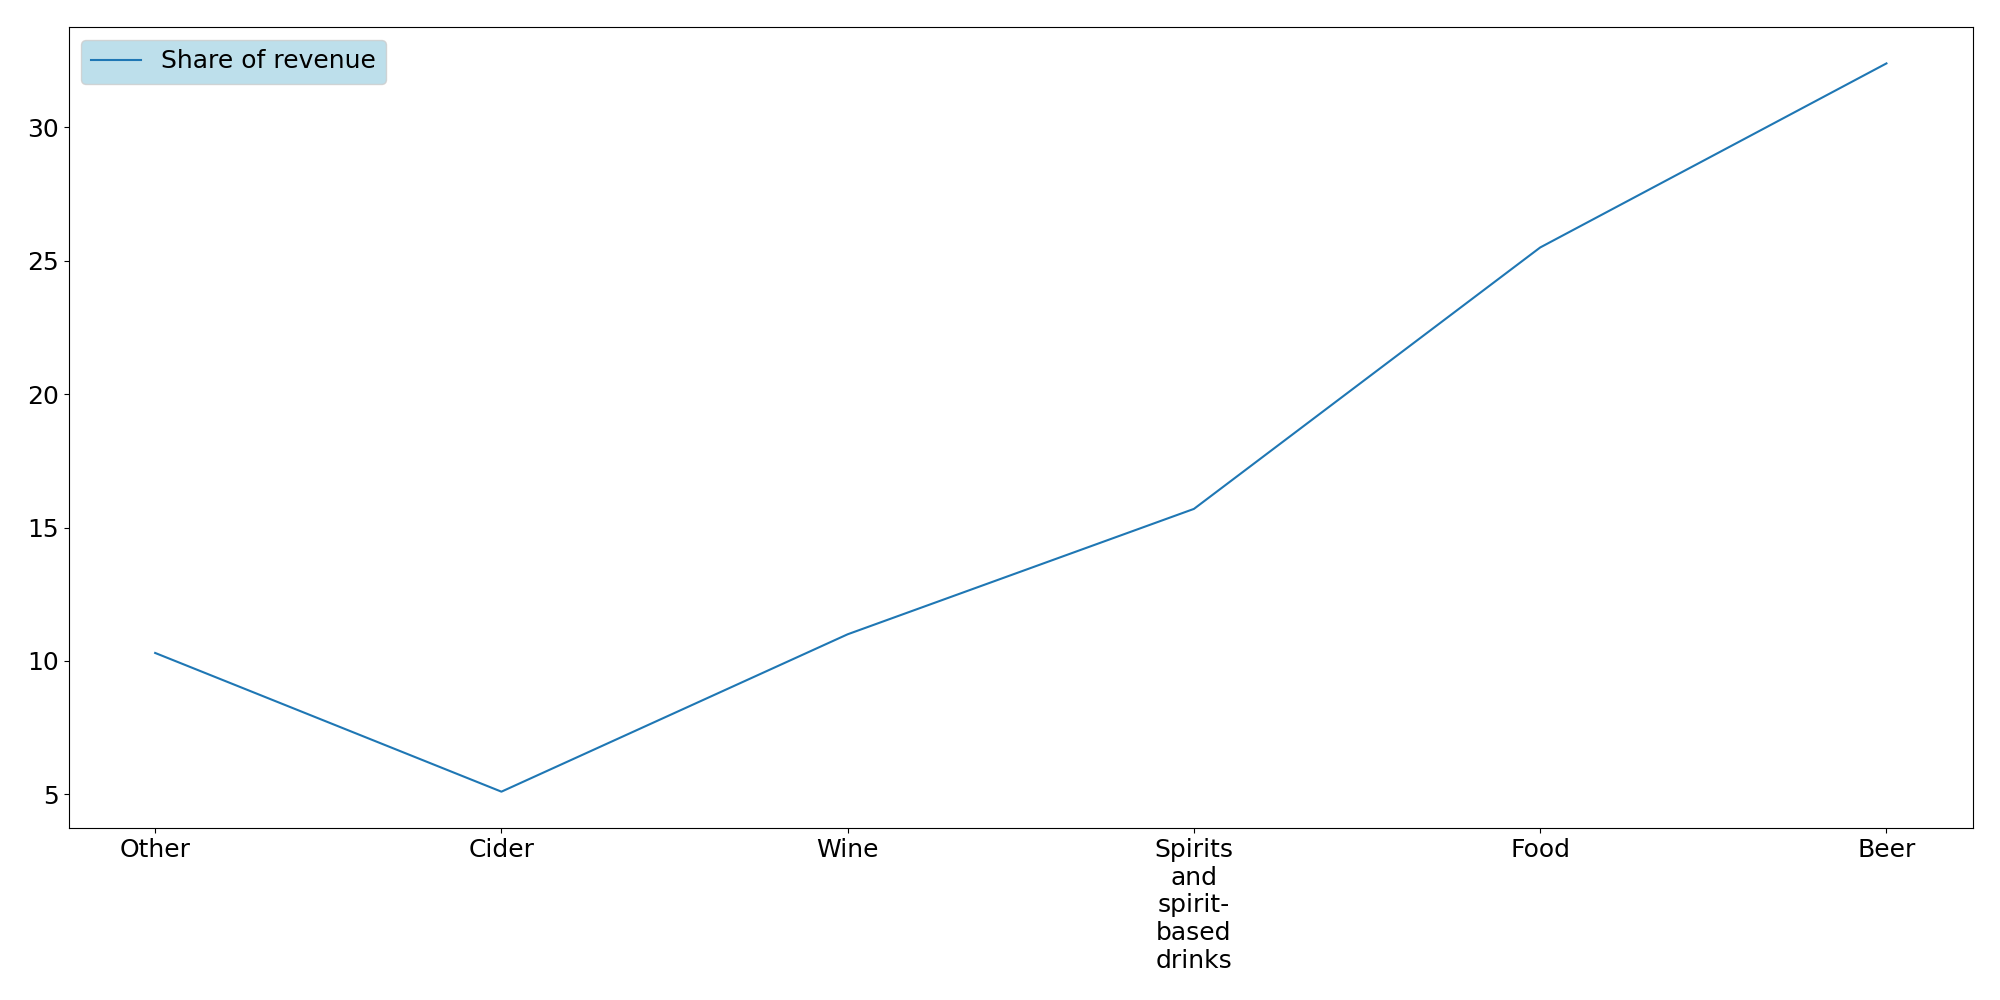 Share of revenue
30
25
20
15
10
5
Other Cider Wine Spirits Food Beer
and
spirit-
based
drinks